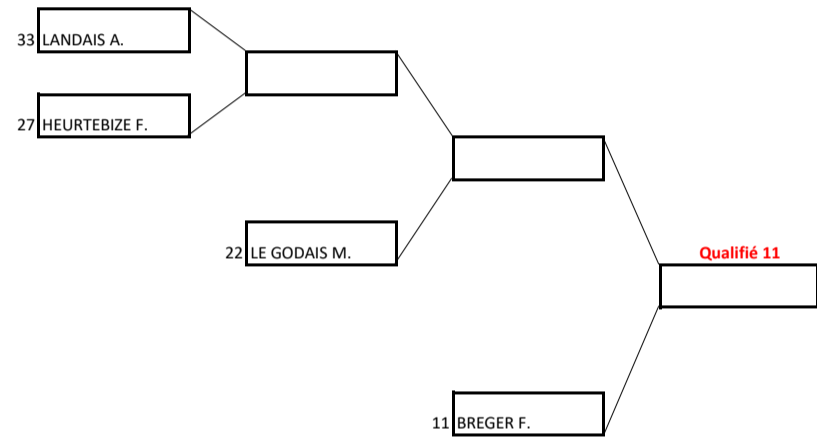 33 LANDAIS A.
27 HEURTEBIZE F.
22 LE GODAIS M.
Qualifié 11
11 BREGER F.